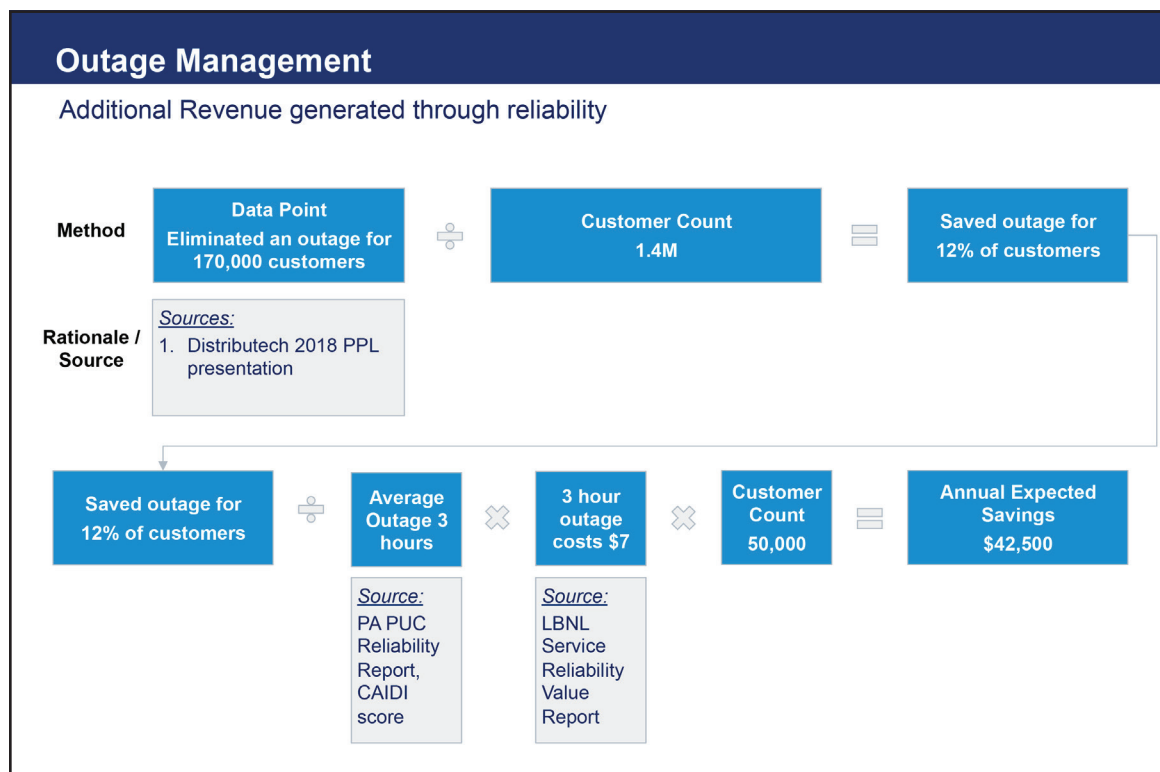 Outage Management
Additional Revenue generated through reliability
Method
Data Point
Eliminated an outage for
170,000 customers
÷
Customer Count
1.4M
=
Saved outage for
12% of customers
Rationale /
Source
Sources:
1. Distributech 2018 PPL
presentation
Saved outage for
12% of customers
÷
Average
Outage 3
hours
×
3 hour
outage
costs $7
×
Customer
Count
50,000
=
Annual Expected
Savings
$42,500
Source:
PA PUC
Reliability
Report,
CAIDI
score
Source:
LBNL
Service
Reliability
Value
Report